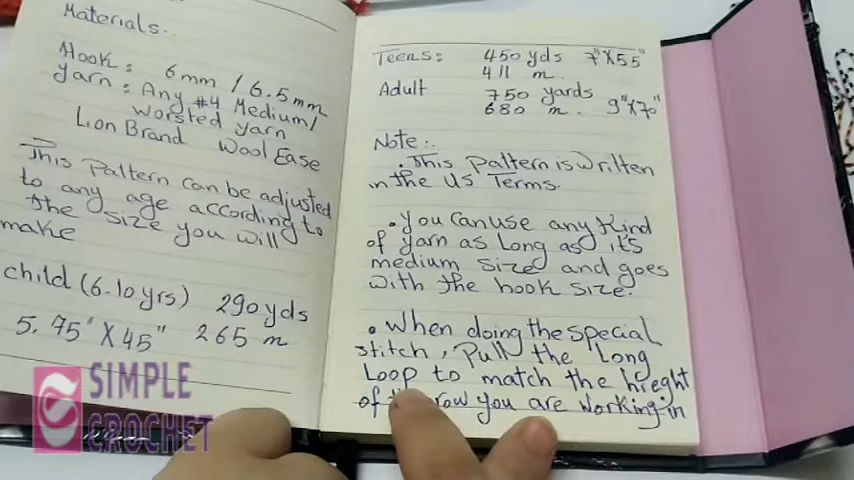 Materials:.
Hook: 6mm / 6.5mm
yarn: Any #4 Medium/
worsted yarn
Lion Brand Wool Ease
This Pattern can be adjusted
to any age according to
the size you will
make
child (6-10yrs) 290yds
5.75" X 45" 265 m
Teens: 450 yds 7"X55"
411 m.
Adult 750 yards 9"X70"
680 m.
Note:.
.This Pattern is written
in the US Terms.
.You can use any Kind
of yarn as Long as it's
medium size and goes
with the hook size.
.When doing the special
stitch, Pull the Long
Loop to match the hieght
of row you are working in
SIMPLE
CROCHET